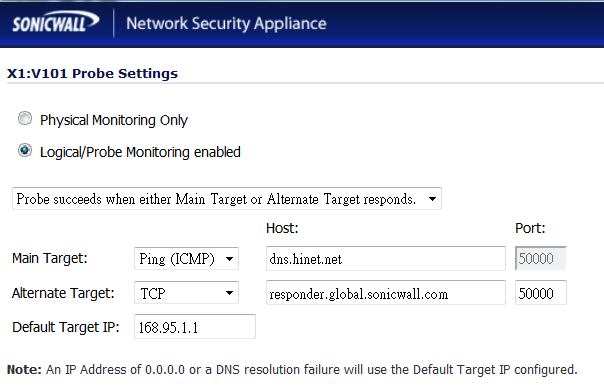 SONICWALL Network Security Appliance
X1:V101 Probe Settings
Physical Monitoring Only
Logical/Probe Monitoring enabled
Probe succeeds when either Main Target or Alternate Target responds.
Host: Port:
Main Target: Ping (ICMP) dns.hinet.net 50000
Alternate Target: TCP responder.global.sonicwall.com 50000
Default Target IP: 168.95.1.1
Note: An IP Address of 0.0.0.0 or a DNS resolution failure will use the Default Target IP configured.